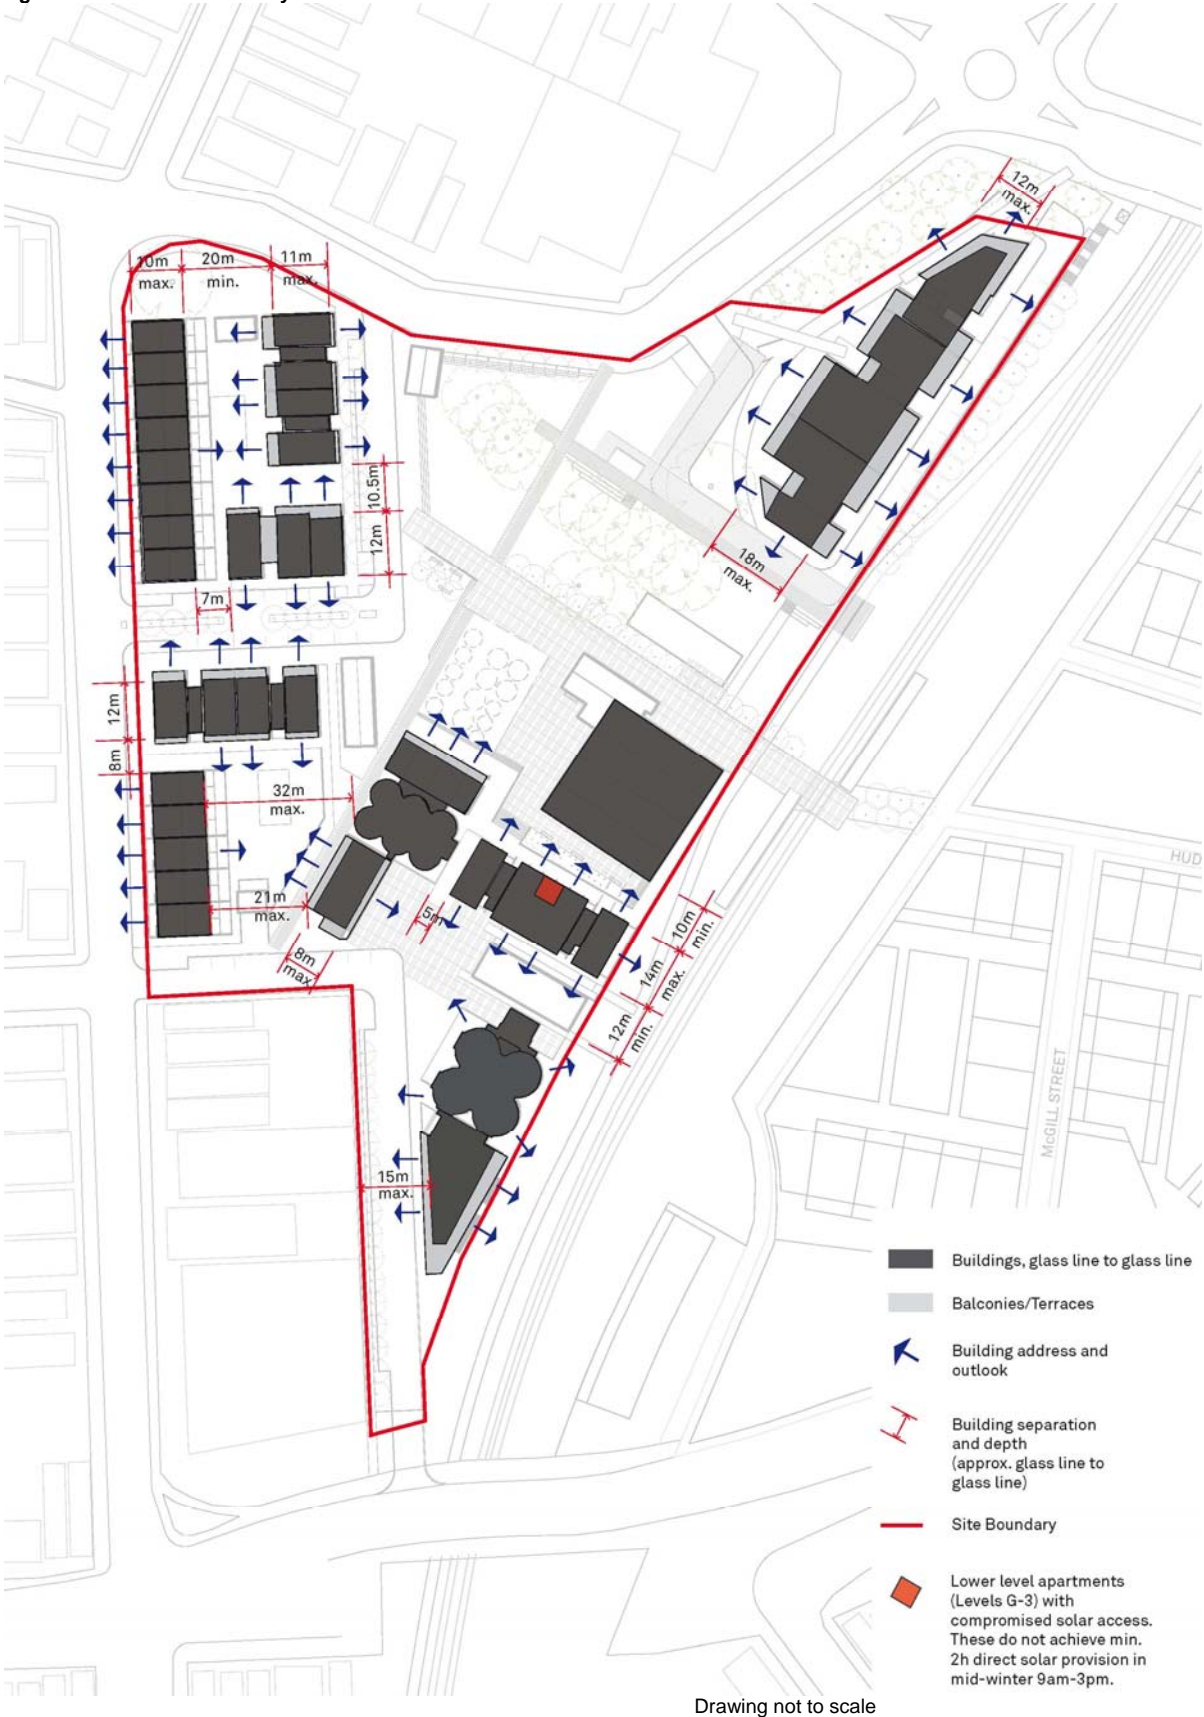 12m
max.
10m
max.
20m
min.
11m
max.
10.5m
12m
18m
max.
7m
12m
8m
32m
max.
21m
max.
5m
8m
max
10m
min.
14m
max.
12m
min.
15m
max.
HUD
McGILL STREET
Buildings, glass line to glass line
Balconies/Terraces
Building address and
outlook
Building separation
and depth
(approx. glass line to
glass line)
Site Boundary
Lower level apartments
(Levels G-3) with
compromised solar access.
These do not achieve min.
2h direct solar provision in
mid-winter 9am-3pm.
Drawing not to scale